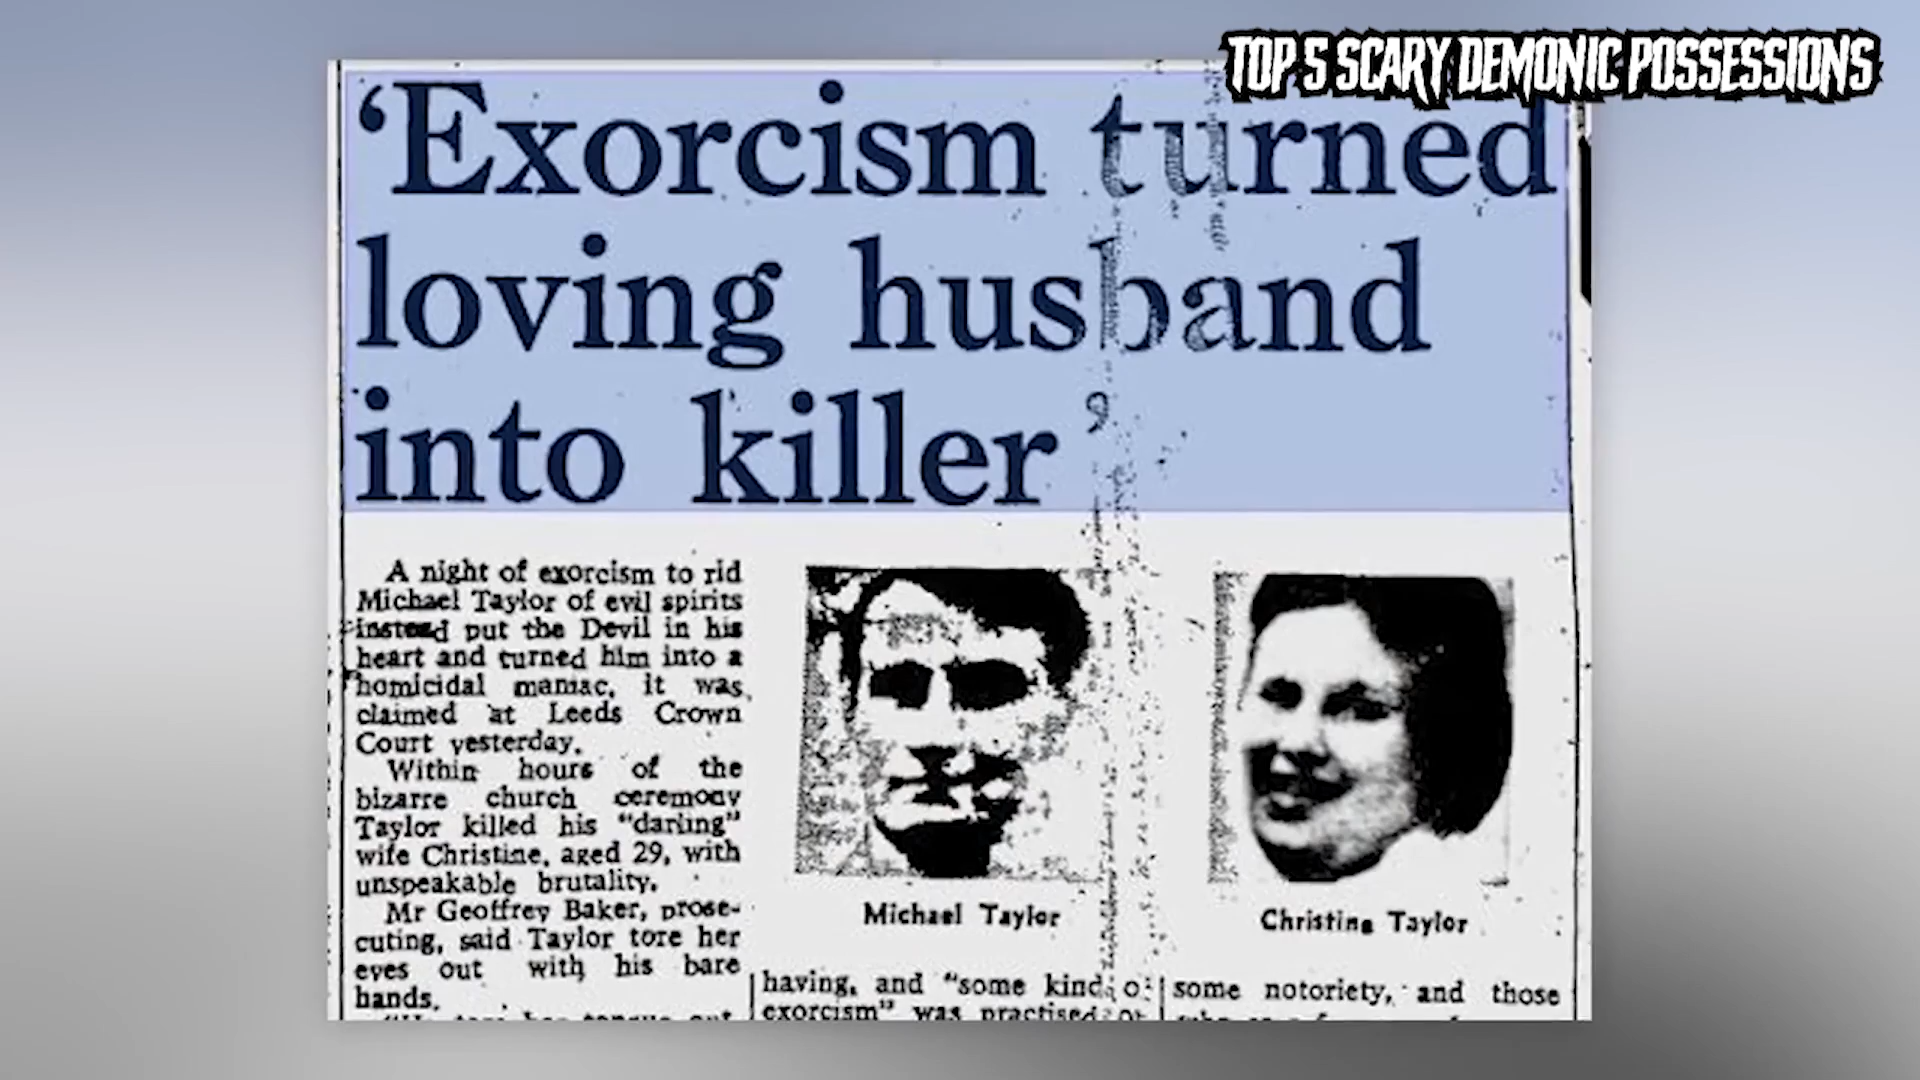 TOP 5 SCARY DEMONIC POSSESSIONS
‘Exorcism turned
loving husband
into killer’
A night of exorcism to rid
Michael Taylor of evil spirits
instead put the Devil in his
heart and turned him into a
homicidal maniac, it was
claimed at Leeds Crown
Court yesterday.
Within hours of the
bizarre church ceremony
Taylor killed his "darling"
wife Christine, aged 29, with
unspeakable brutality.
Mr Geoffrey Baker, prose-
cuting, said Taylor tore her
eyes out with his bare
hands.
Michael Taylor
Christine Taylor
having, and "some kind
exorcism" was practised
some notoriety, and those